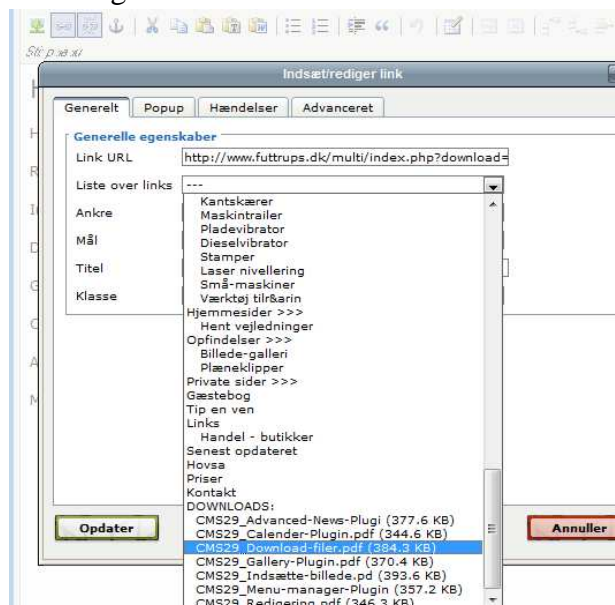 Indsæt/rediger link
Generelt
Popup
Hændelser
Advanceret
Generelle egenskaber
Link URL
http://www.futtrups.dk/multi/index.php?download=
Liste over links
---
Ankre
Mål
Titel
Klasse
Kantskærer
Maskintrailer
Pladevibrator
Dieselvibrator
Stamper
Laser nivellering
Små-maskiner
Værktøj tilr&arin
Hjemmesider >>>
Hent vejledninger
Opfindelser >>>
Billede-galleri
Plæneklipper
Private sider >>>
Gæstebog
Tip en ven
Links
Handel - butikker
Senest opdateret
Hovsa
Priser
Kontakt
DOWNLOADS:
CMS29_Advanced-News-Plugi (377.6 KB)
CMS29_Calender-Plugin.pdf (344.6 KB)
CMS29_Download-filer.pdf (384.3 KB)
CMS29_Gallery-Plugin.pdf (370.4 KB)
CMS29_Indsætte-billede.pd (393.6 KB)
CMS29_Menu-manager-Plugin (357.2 KB)
CMS29_Redigering.pdf (346.3 KB)
Opdater
Annuller